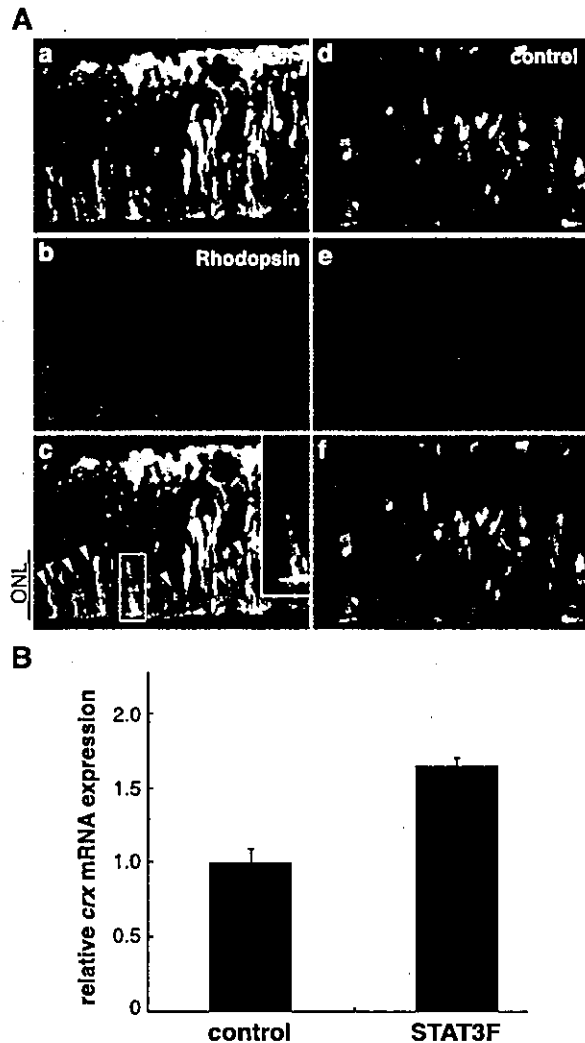 A
a
d
control
b
Rhodopsin
e
c
f
ONL
B
relative crx mRNA expression
2.0
1.5
1.0
0.5
0
control
STAT3F